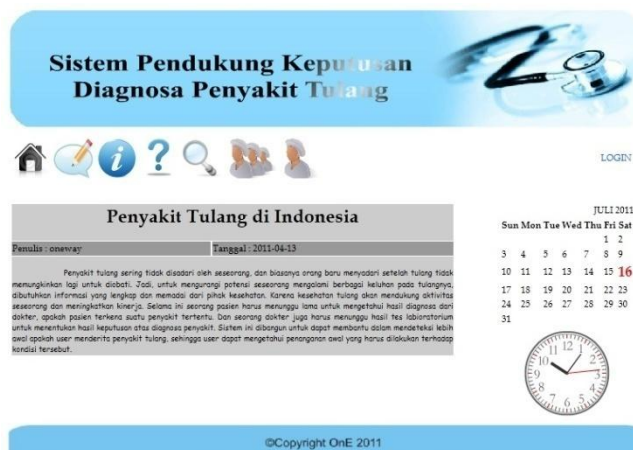 Sistem Pendukung Keputusan
Diagnosa Penyakit Tulang
LOGIN
Penyakit Tulang di Indonesia
Penulis : oneway Tanggal : 2011-04-13
Penyakit tulang sering tidak disadari oleh seseorang, dan biasanya orang baru menyadari setelah tulang tidak
memungkinkan lagi untuk diobati. Jadi, untuk mengurangi potensi seseorang mengalami berbagai keluhan pada tulangnya,
dibutuhkan informasi yang lengkap dan memadai dari pihak kesehatan. Karena kesehatan tulang akan mendukung aktivitas
seseorang dan meningkatkan kinerja. Selama ini seorang pasien harus menunggu lama untuk mengetahui hasil diagnosa dari
dokter, apakah pasien terkena suatu penyakit tertentu. Dan seorang dokter juga harus menunggu hasil tes labioratorium
untuk menentukan hasil keputusan atas diagnosa penyakit. Sistem ini dibangun untuk dapat membantu dalam mendeteksi lebih
awal apakah user menderita penyakit tulang, sehingga user dapat mengetahui penanganan awal yang harus dilakukan terhadap
kondisi tersebut.
JULI 2011
Sun Mon Tue Wed Thu Fri Sat
1 2
3 4 5 6 7 8 9
10 11 12 13 14 15 16
17 18 19 20 21 22 23
24 25 26 27 28 29 30
31
12
11 1
10 2
9 3
8 4
7 5
6
©Copyright OnE 2011